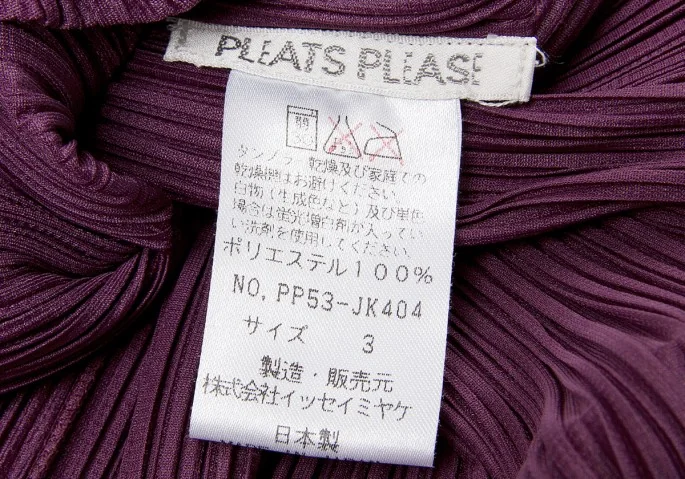 PLEATS PLEASE
タンブラー乾燥及び家庭での
乾燥機はお避けください。
白物(生成色など)及び単色
場合は蛍光増白剤が入ってい
い洗剤を使用してください。
ポリエステル100%
NO. PP53-JK404
サイズ 3
製造・販売元
株式会社イッセイミヤケ
日本製